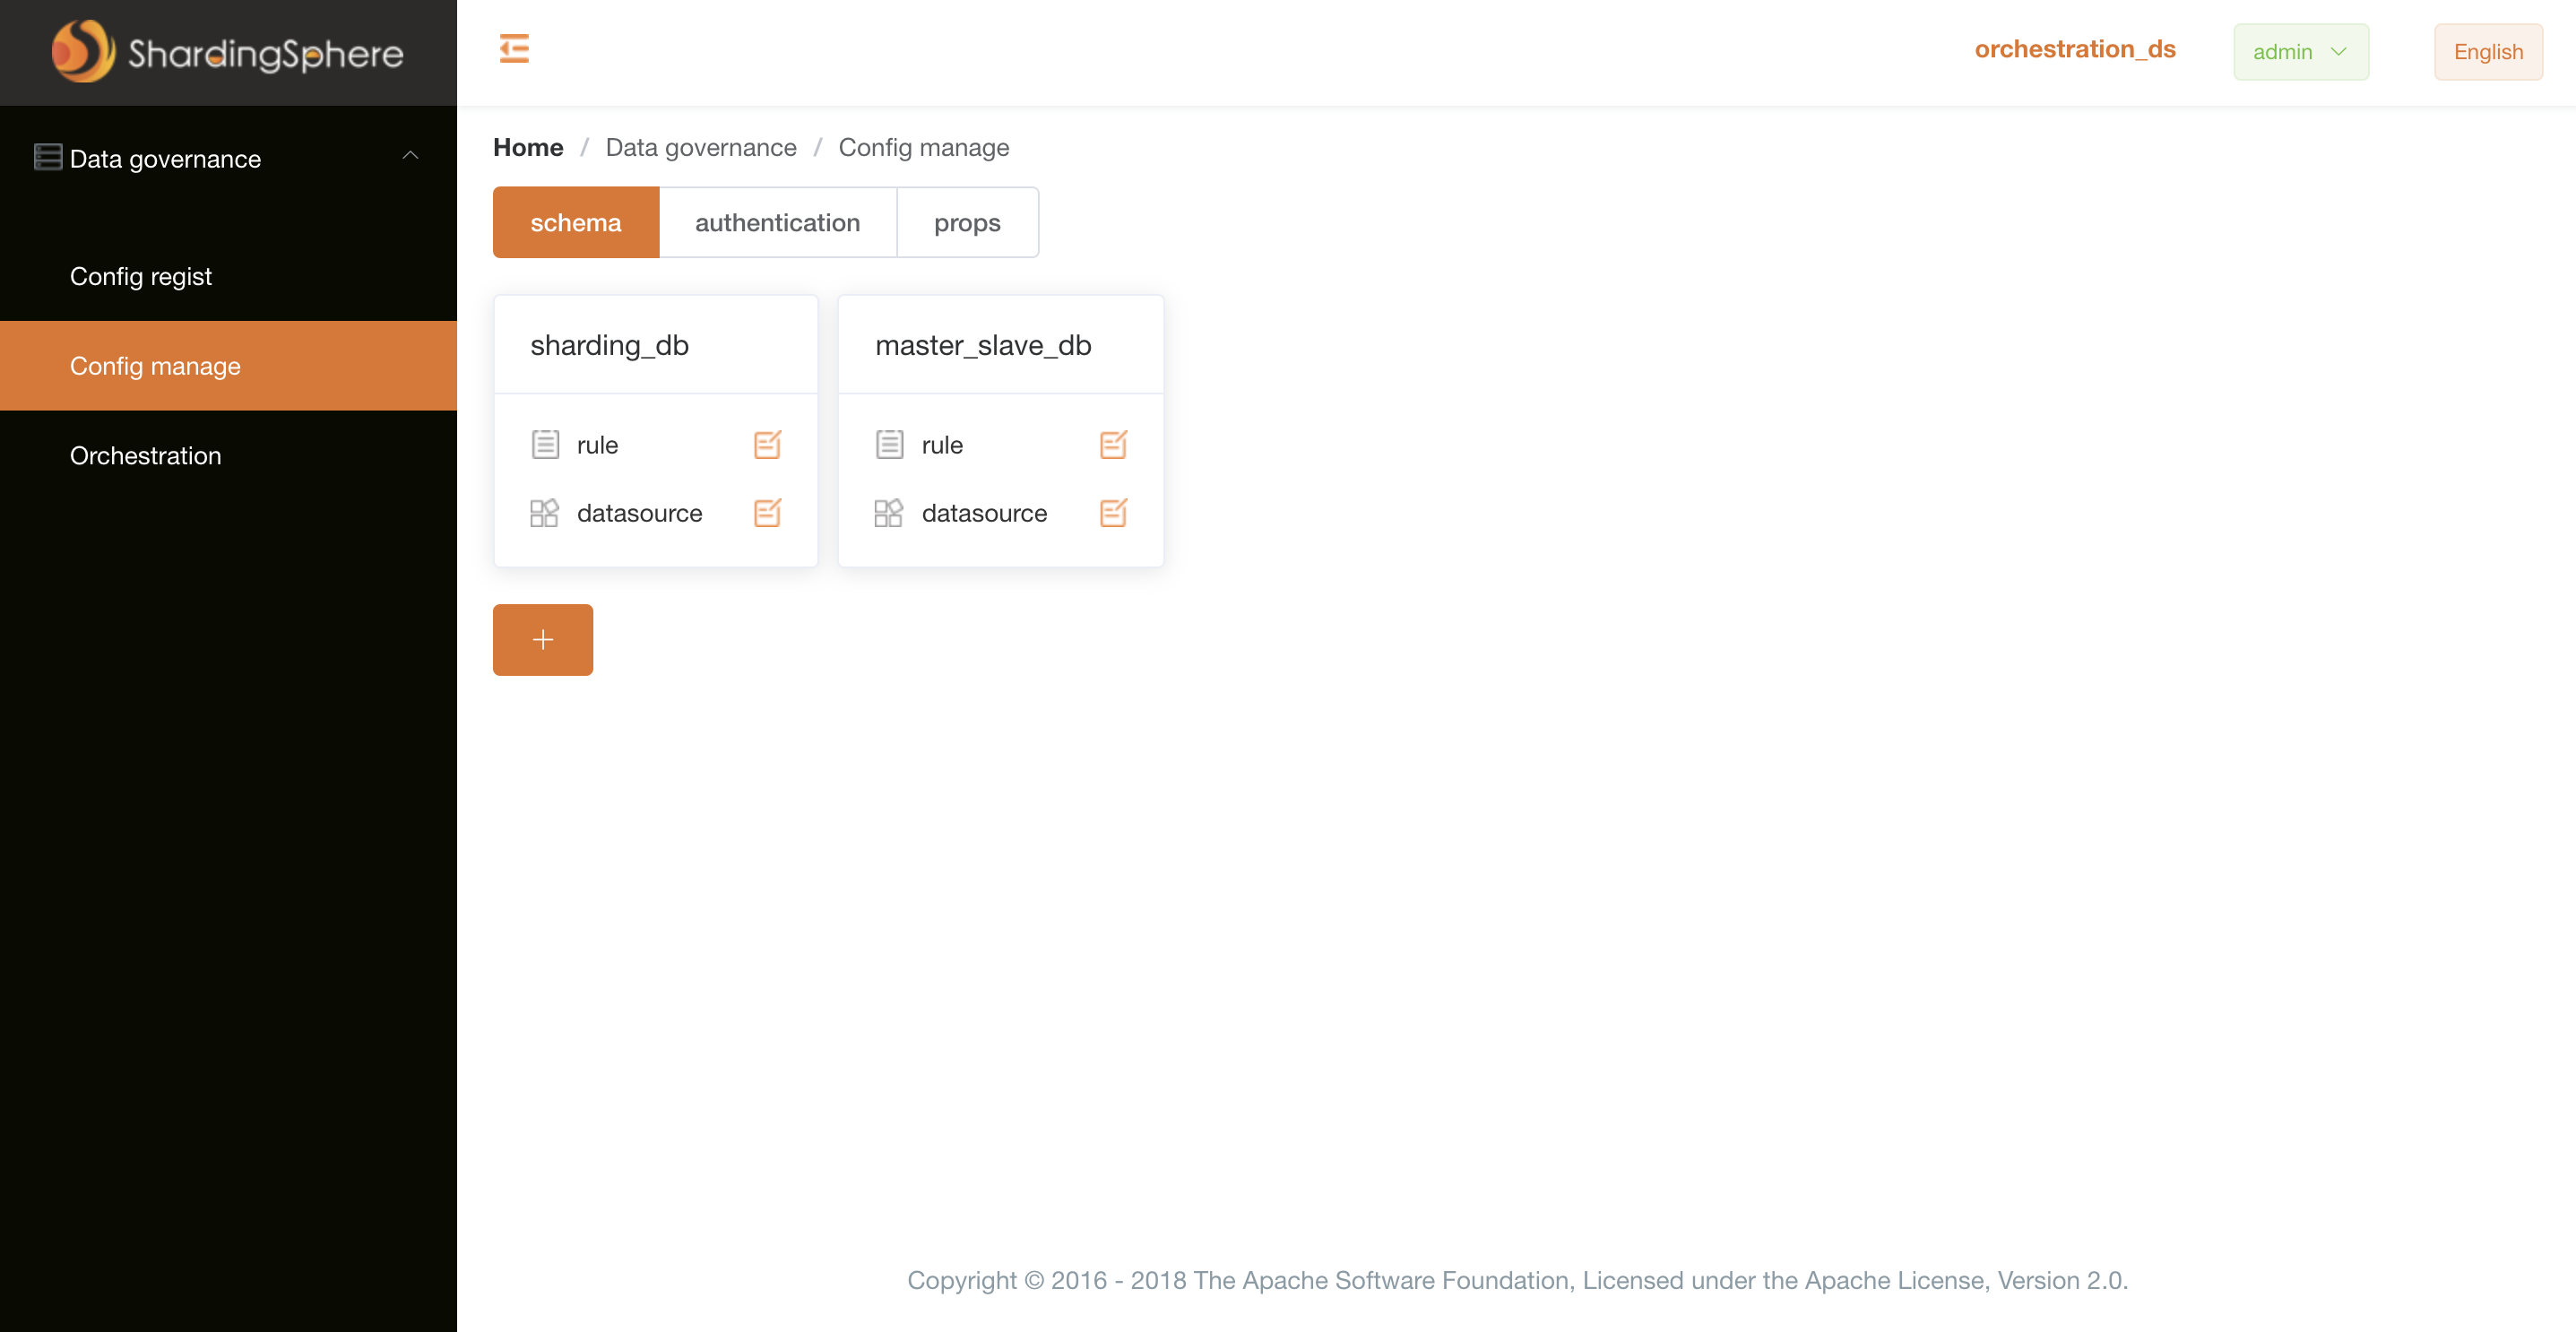 ShardingSphere
orchestration_ds
admin
English
Data governance
Config regist
Config manage
Orchestration
Home / Data governance / Config manage
schema authentication props
sharding_db
rule
datasource
master_slave_db
rule
datasource
+
Copyright © 2016 - 2018 The Apache Software Foundation, Licensed under the Apache License, Version 2.0.